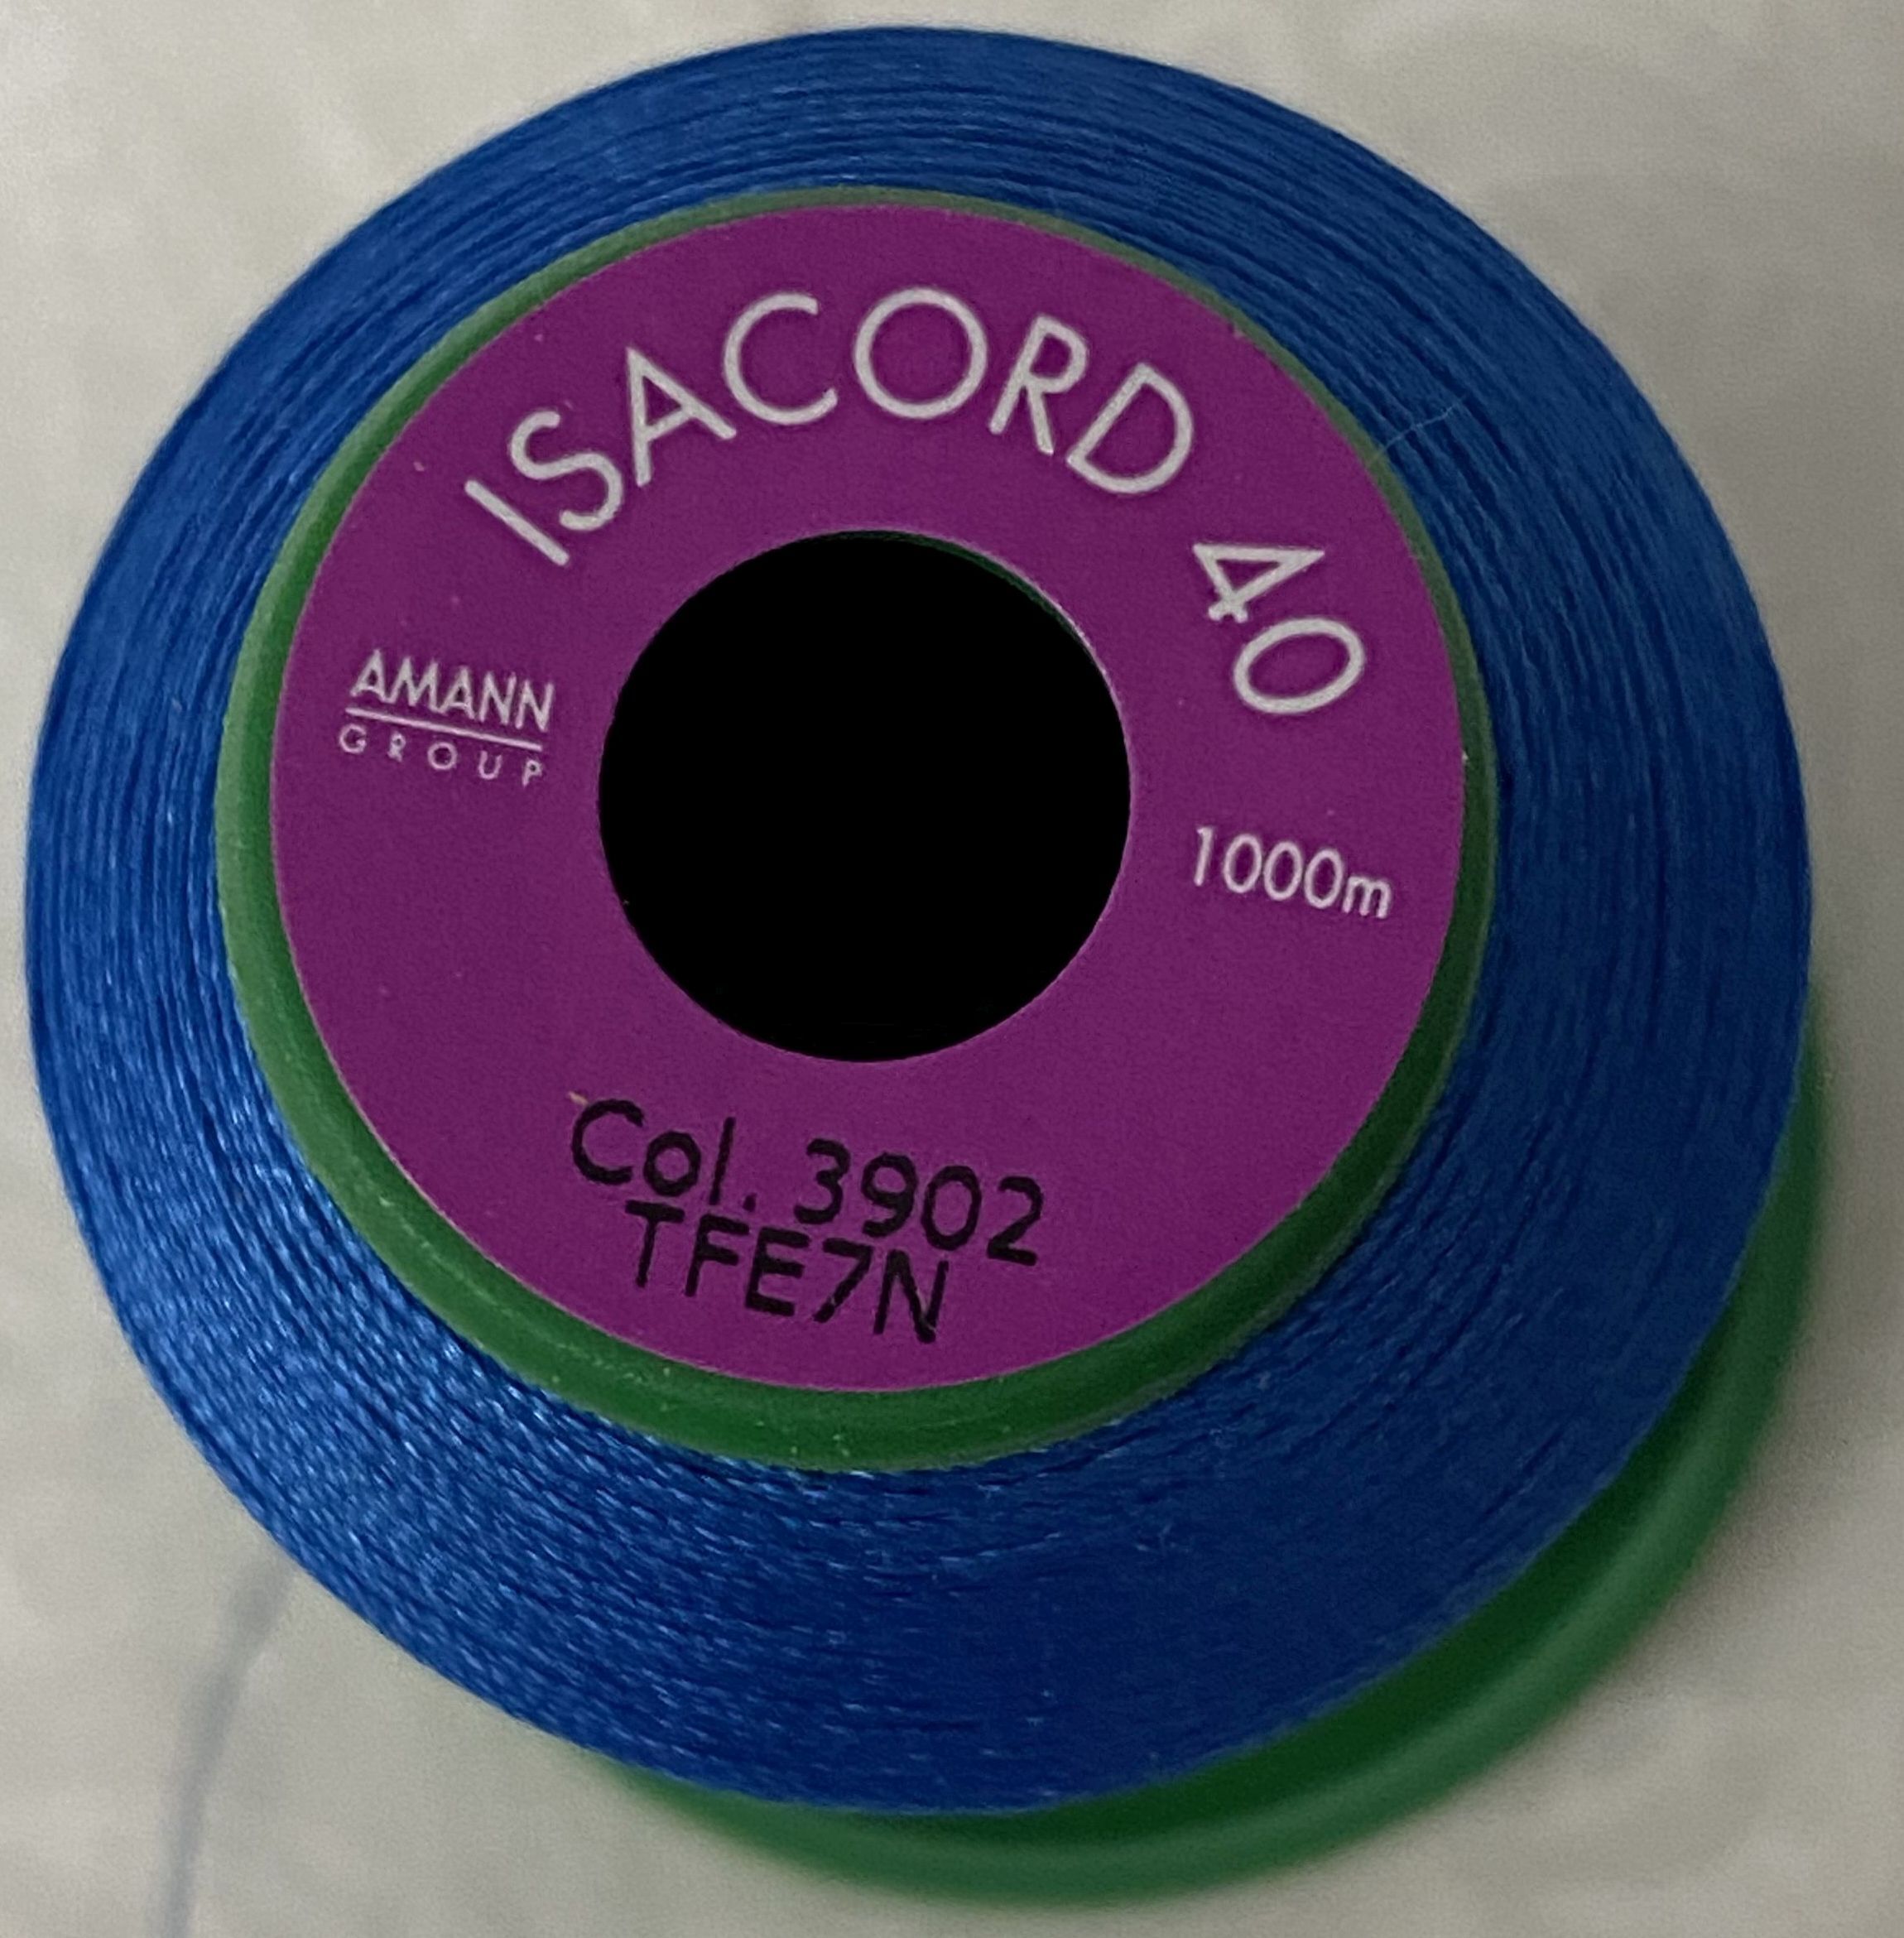 ISACORD 40
AMANN
GROUP
1000m
Col. 3902
TFE7N